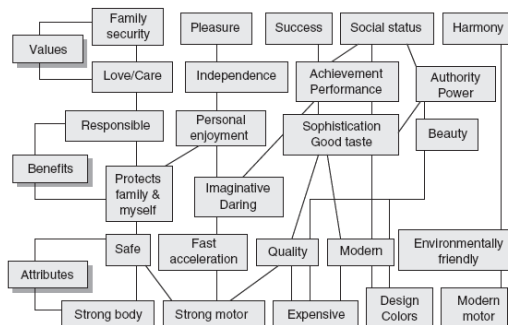 Family
security
Pleasure
Success
Social status
Harmony
Values
Love/Care
Independence
Achievement
Performance
Authority
Power
Responsible
Personal
enjoyment
Sophistication
Good taste
Beauty
Benefits
Protects
family &
myself
Imaginative
Daring
Safe
Fast
acceleration
Quality
Modern
Environmentally
friendly
Attributes
Strong body
Strong motor
Expensive
Design
Colors
Modern
motor